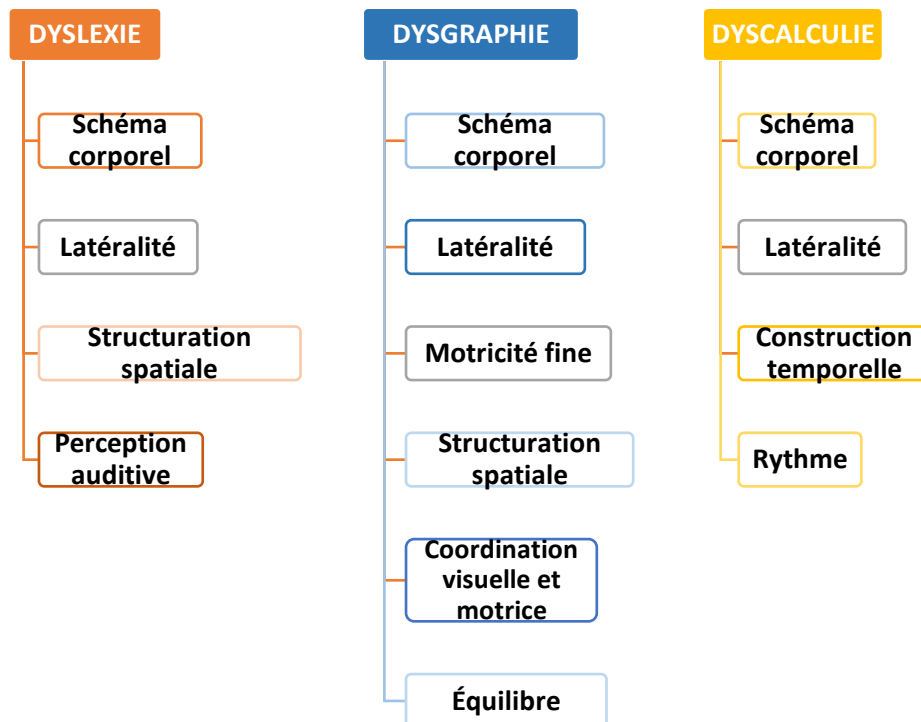 DYSLEXIE
Schéma
corporel
Latéralité
Structuration
spatiale
Perception
auditive
DYSGRAPHIE
Schéma
corporel
Latéralité
Motricité fine
Structuration
spatiale
Coordination
visuelle et
motrice
Équilibre
DYSCALCULIE
Schéma
corporel
Latéralité
Construction
temporelle
Rythme